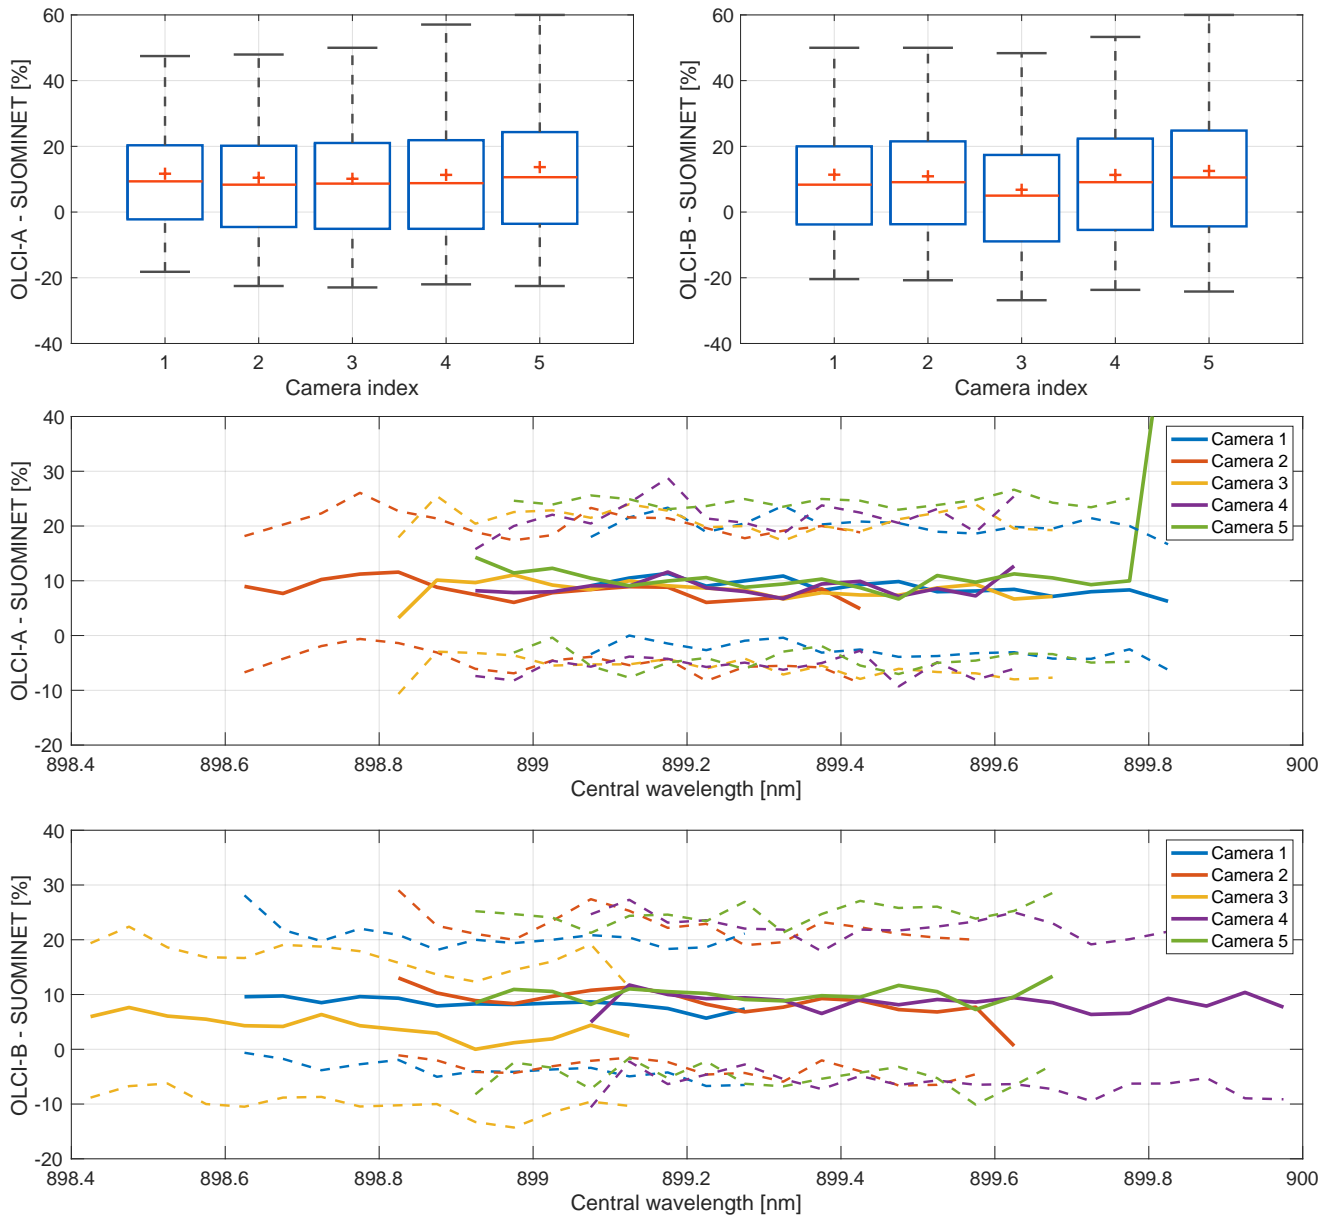 60
40
20
0
-20
-40
OLCI-A - SUOMINET [%]
1 2 3 4 5
Camera index
60
40
20
0
-20
-40
OLCI-B - SUOMINET [%]
1 2 3 4 5
Camera index
40
30
20
10
0
-10
-20
OLCI-A - SUOMINET [%]
Camera 1
Camera 2
Camera 3
Camera 4
Camera 5
898.4 898.6 898.8 899 899.2 899.4 899.6 899.8 900
Central wavelength [nm]
40
30
20
10
0
-10
-20
OLCI-B - SUOMINET [%]
Camera 1
Camera 2
Camera 3
Camera 4
Camera 5
898.4 898.6 898.8 899 899.2 899.4 899.6 899.8 900
Central wavelength [nm]